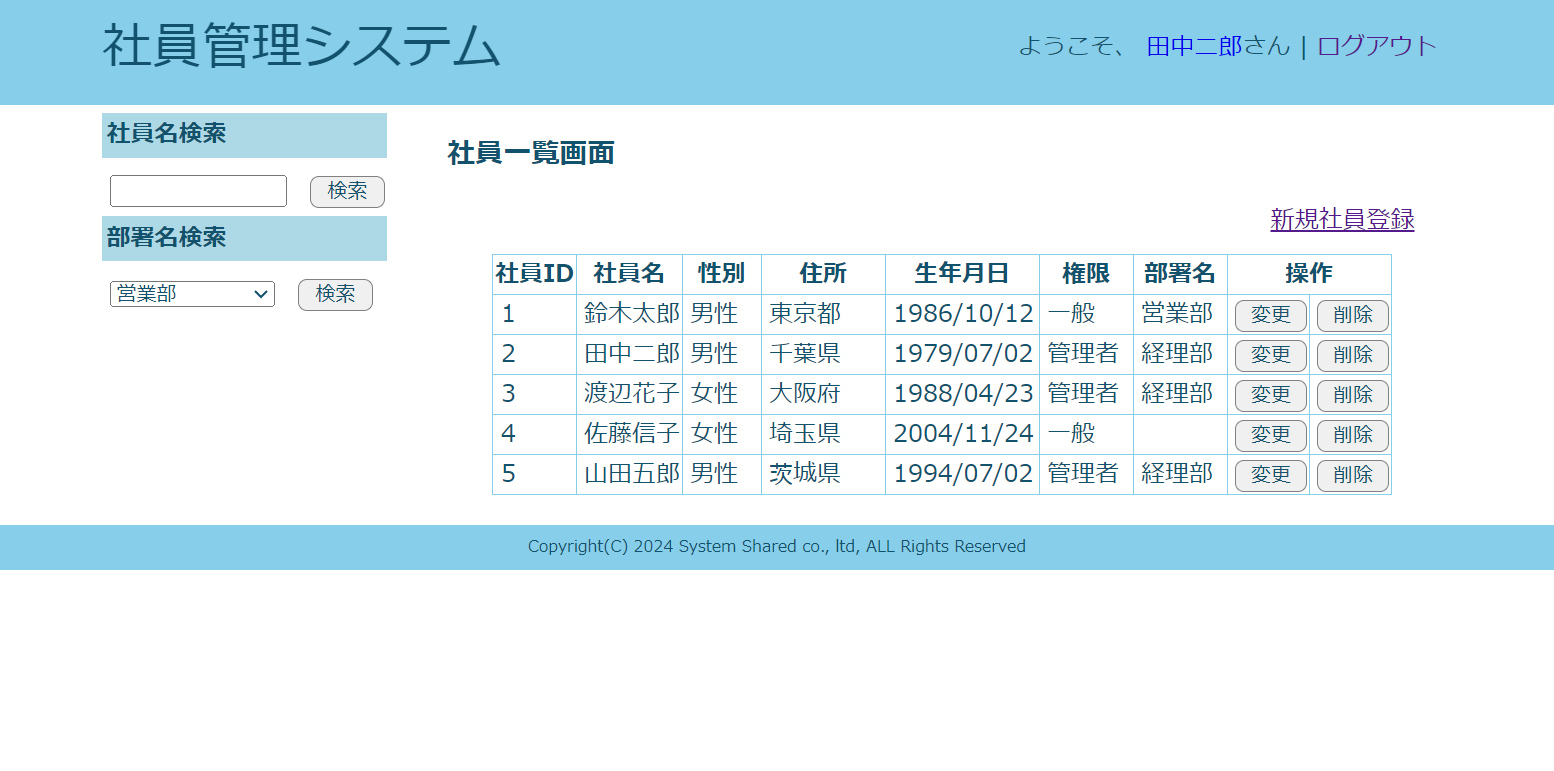 社員管理システム
ようこそ、 田中二郎さん | ログアウト
社員名検索
検索
部署名検索
営業部 検索
社員一覧画面
新規社員登録
社員ID 社員名 性別 住所 生年月日 権限 部署名 操作
1 鈴木太郎 男性 東京都 1986/10/12 一般 営業部 変更 削除
2 田中二郎 男性 千葉県 1979/07/02 管理者 経理部 変更 削除
3 渡辺花子 女性 大阪府 1988/04/23 管理者 経理部 変更 削除
4 佐藤信子 女性 埼玉県 2004/11/24 一般 変更 削除
5 山田五郎 男性 茨城県 1994/07/02 管理者 経理部 変更 削除
Copyright(C) 2024 System Shared co., ltd, ALL Rights Reserved